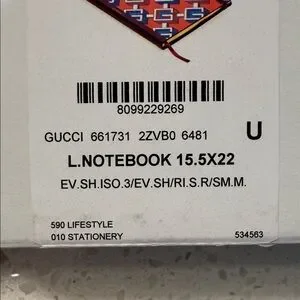 8099229269
GUCCI 661731 2ZVB0 6481 U
L.NOTEBOOK 15.5X22
EV.SH.ISO.3/EV.SH/RI.S.R/SM.M.
590 LIFESTYLE
010 STATIONERY 534563